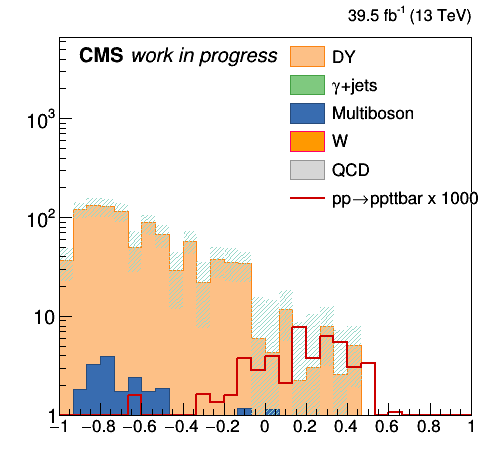 39.5 fb⁻¹ (13 TeV)
CMS work in progress
DY
γ+jets
Multiboson
W
QCD
pp→ppttbar x 1000
10³
10²
10
1
−1 −0.8 −0.6 −0.4 −0.2 0 0.2 0.4 0.6 0.8 1